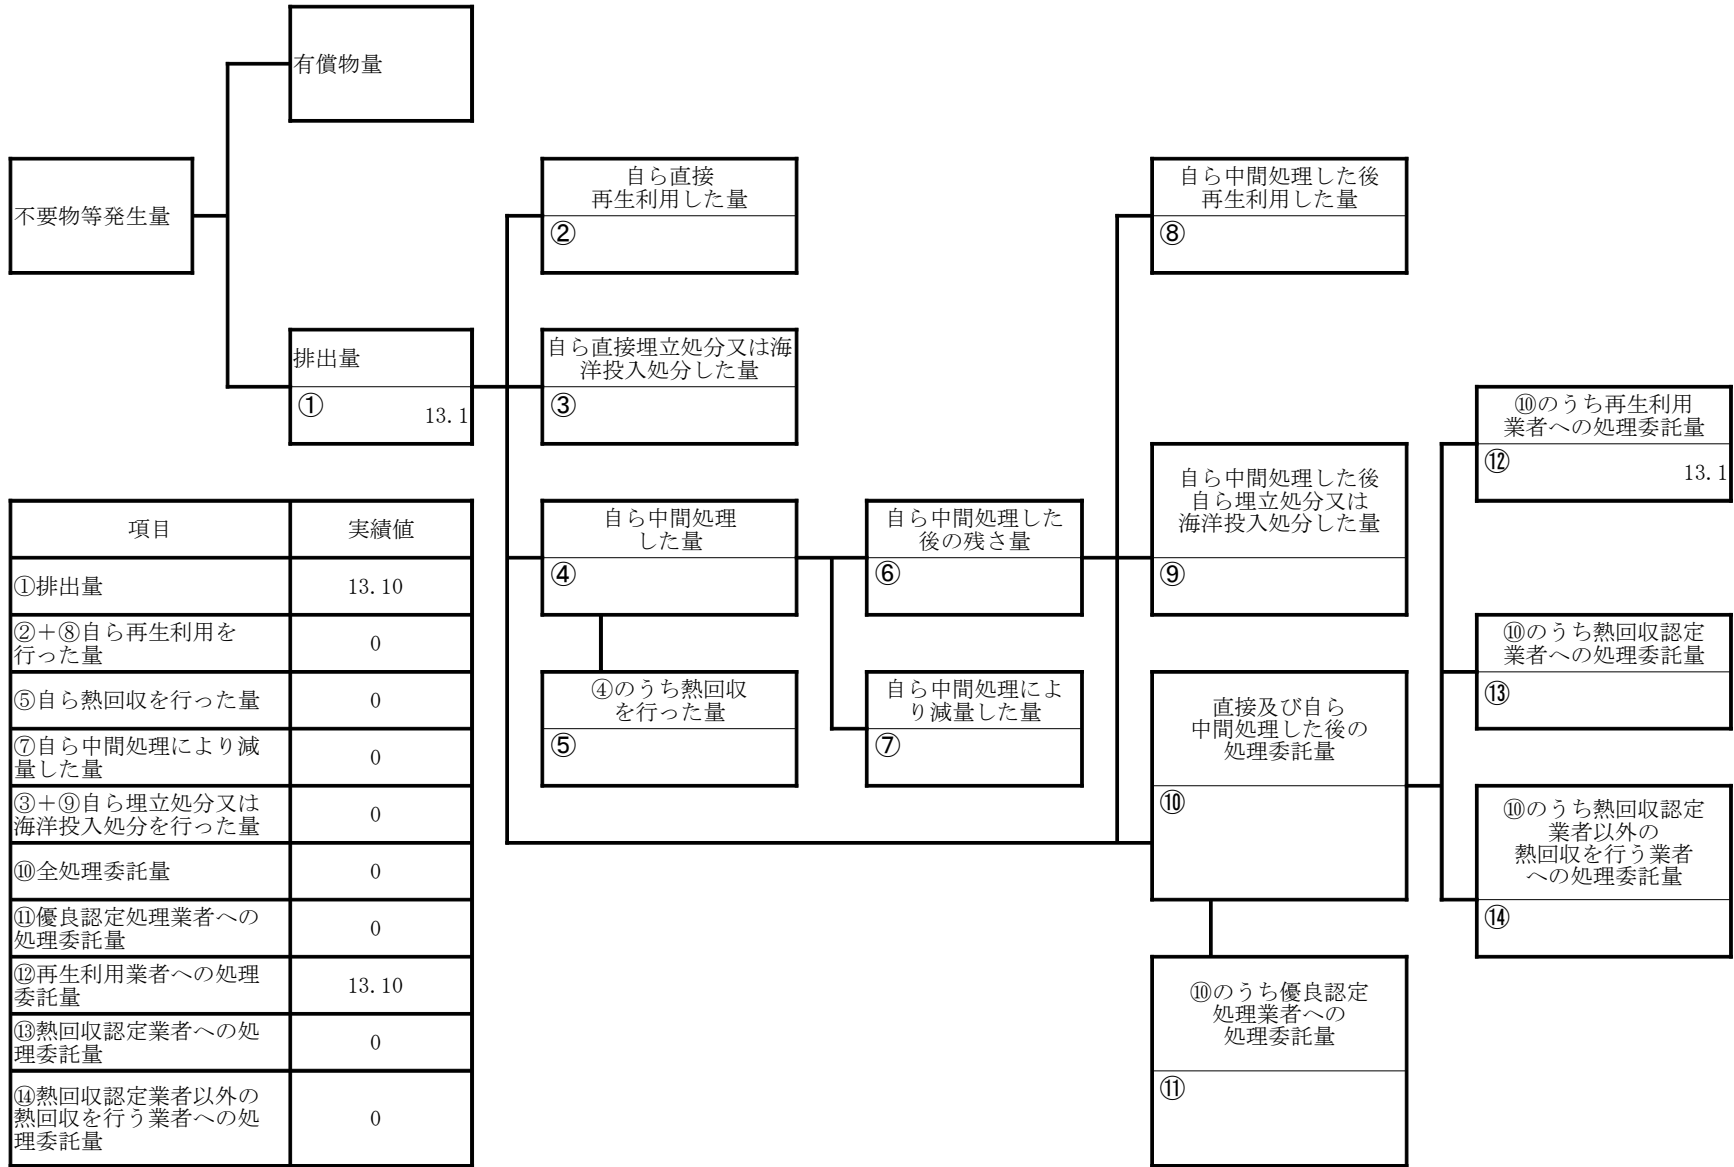 有償物量
不要物等発生量
排出量
①
13.1
自ら直接
再生利用した量
②
自ら直接埋立処分又は海
洋投入処分した量
③
自ら中間処理
した量
④
④のうち熱回収
を行った量
⑤
自ら中間処理した
後の残さ量
⑥
自ら中間処理によ
り減量した量
⑦
自ら中間処理した後
再生利用した量
⑧
自ら中間処理した後
自ら埋立処分又は
海洋投入処分した量
⑨
直接及び自ら
中間処理した後の
処理委託量
⑩
⑩のうち優良認定
処理業者への
処理委託量
⑪
⑩のうち再生利用
業者への処理委託量
⑫
13.1
⑩のうち熱回収認定
業者への処理委託量
⑬
⑩のうち熱回収認定
業者以外の
熱回収を行う業者
への処理委託量
⑭
項目 実績値
①排出量 13.10
②+⑧自ら再生利用を
行った量 0
⑤自ら熱回収を行った量 0
⑦自ら中間処理により減
量した量 0
③+⑨自ら埋立処分又は
海洋投入処分を行った量 0
⑩全処理委託量 0
⑪優良認定処理業者への
処理委託量 0
⑫再生利用業者への処理
委託量 13.10
⑬熱回収認定業者への処
理委託量 0
⑭熱回収認定業者以外の
熱回収を行う業者への処
理委託量 0